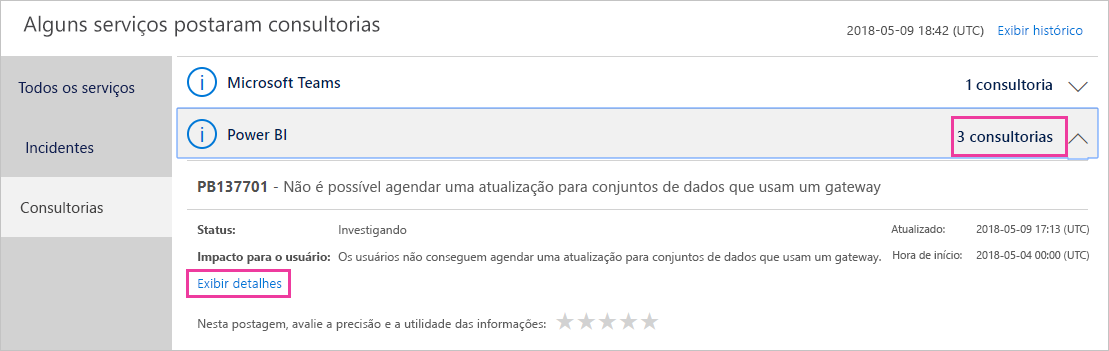 Alguns serviços postaram consultorias
2018-05-09 18:42 (UTC) Exibir histórico
Todos os serviços
Incidentes
Consultorias
Microsoft Teams 1 consultoria
Power BI 3 consultorias
PB137701 - Não é possível agendar uma atualização para conjuntos de dados que usam um gateway
Status: Investigando Atualizado: 2018-05-09 17:13 (UTC)
Impacto para o usuário: Os usuários não conseguem agendar uma atualização para conjuntos de dados que usam um gateway. Hora de início: 2018-05-04 00:00 (UTC)
Exibir detalhes
Nesta postagem, avalie a precisão e a utilidade das informações: